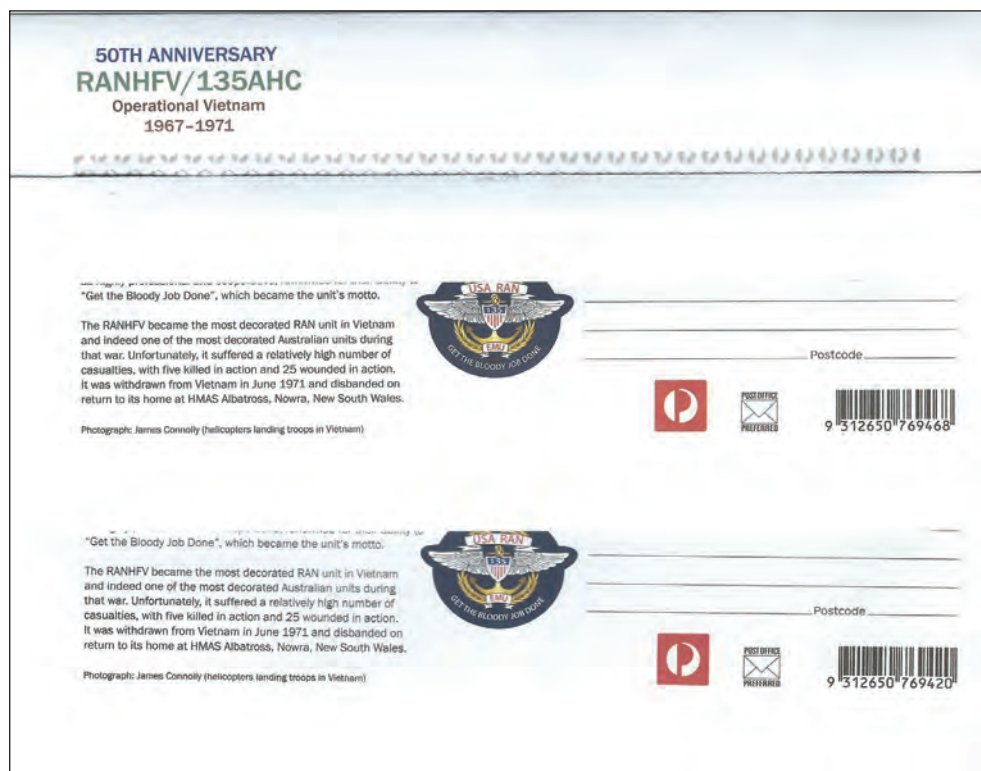 50TH ANNIVERSARY
RANHFV/135AHC
Operational Vietnam
1967–1971
"Get the Bloody Job Done", which became the unit's motto.
The RANHFV became the most decorated RAN unit in Vietnam
and indeed one of the most decorated Australian units during
that war. Unfortunately, it suffered a relatively high number of
casualties, with five killed in action and 25 wounded in action.
It was withdrawn from Vietnam in June 1971 and disbanded on
return to its home at HMAS Albatross, Nowra, New South Wales.
Photograph: James Connolly (helicopters landing troops in Vietnam)
USA RAN
135
EMU
GET THE BLOODY JOB DONE
Postcode
POST OFFICE
PREFERRED
9 312650 769468
"Get the Bloody Job Done", which became the unit's motto.
The RANHFV became the most decorated RAN unit in Vietnam
and indeed one of the most decorated Australian units during
that war. Unfortunately, it suffered a relatively high number of
casualties, with five killed in action and 25 wounded in action.
It was withdrawn from Vietnam in June 1971 and disbanded on
return to its home at HMAS Albatross, Nowra, New South Wales.
Photograph: James Connolly (helicopters landing troops in Vietnam)
USA RAN
135
EMU
GET THE BLOODY JOB DONE
Postcode
POST OFFICE
PREFERRED
9 312650 769420